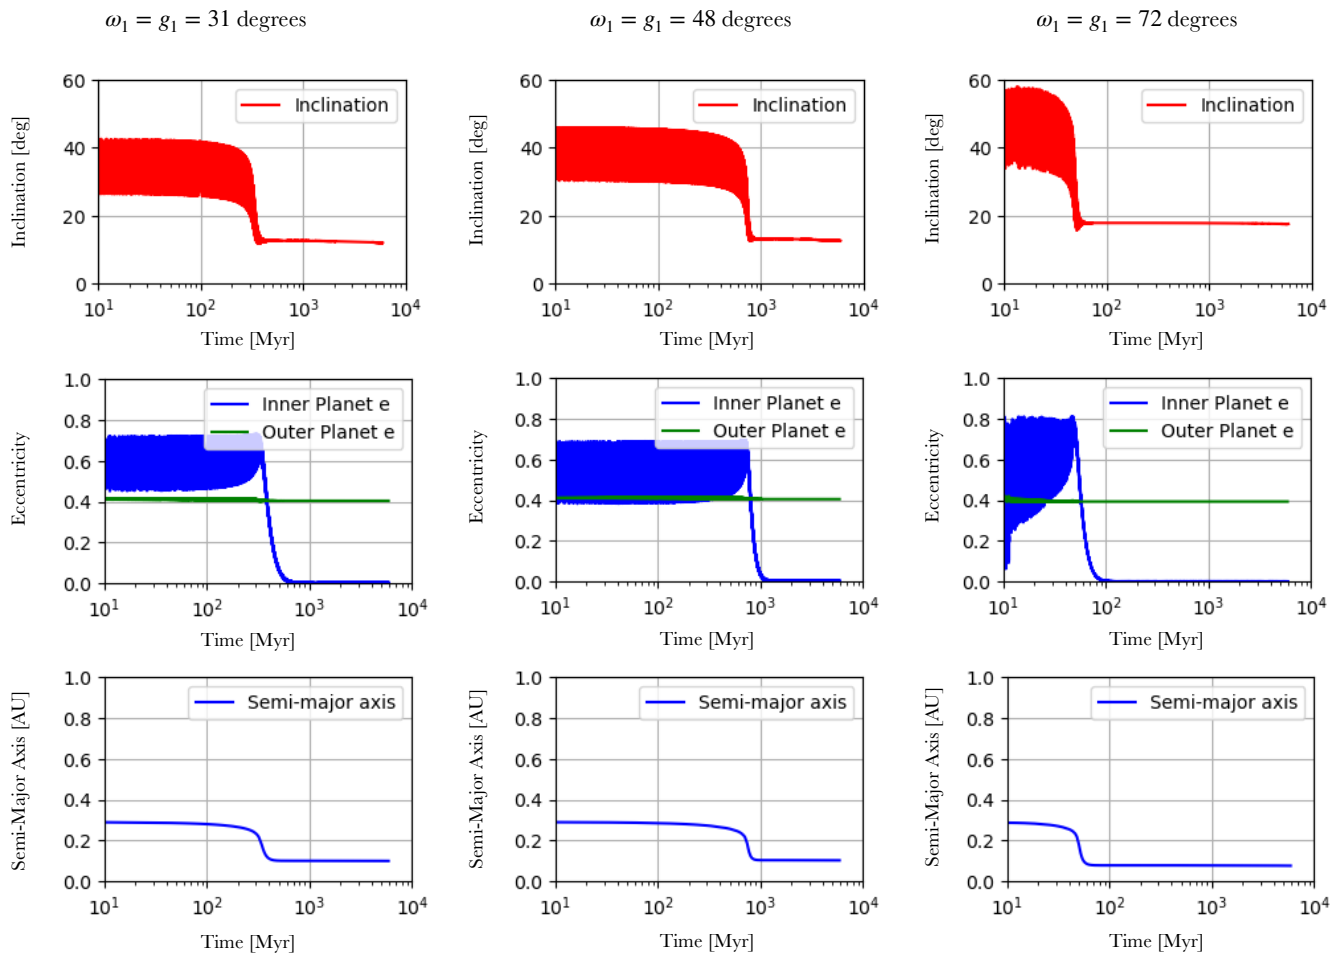 ω₁ = g₁ = 31 degrees
ω₁ = g₁ = 48 degrees
ω₁ = g₁ = 72 degrees
Inclination [deg]
60
40
20
0
Inclination
10¹ 10² 10³ 10⁴
Time [Myr]
Inclination [deg]
60
40
20
0
Inclination
10¹ 10² 10³ 10⁴
Time [Myr]
Inclination [deg]
60
40
20
0
Inclination
10¹ 10² 10³ 10⁴
Time [Myr]
Eccentricity
1.0
0.8
0.6
0.4
0.2
0.0
Inner Planet e
Outer Planet e
10¹ 10² 10³ 10⁴
Time [Myr]
Eccentricity
1.0
0.8
0.6
0.4
0.2
0.0
Inner Planet e
Outer Planet e
10¹ 10² 10³ 10⁴
Time [Myr]
Eccentricity
1.0
0.8
0.6
0.4
0.2
0.0
Inner Planet e
Outer Planet e
10¹ 10² 10³ 10⁴
Time [Myr]
Semi-Major Axis [AU]
1.0
0.8
0.6
0.4
0.2
0.0
Semi-major axis
10¹ 10² 10³ 10⁴
Time [Myr]
Semi-Major Axis [AU]
1.0
0.8
0.6
0.4
0.2
0.0
Semi-major axis
10¹ 10² 10³ 10⁴
Time [Myr]
Semi-Major Axis [AU]
1.0
0.8
0.6
0.4
0.2
0.0
Semi-major axis
10¹ 10² 10³ 10⁴
Time [Myr]